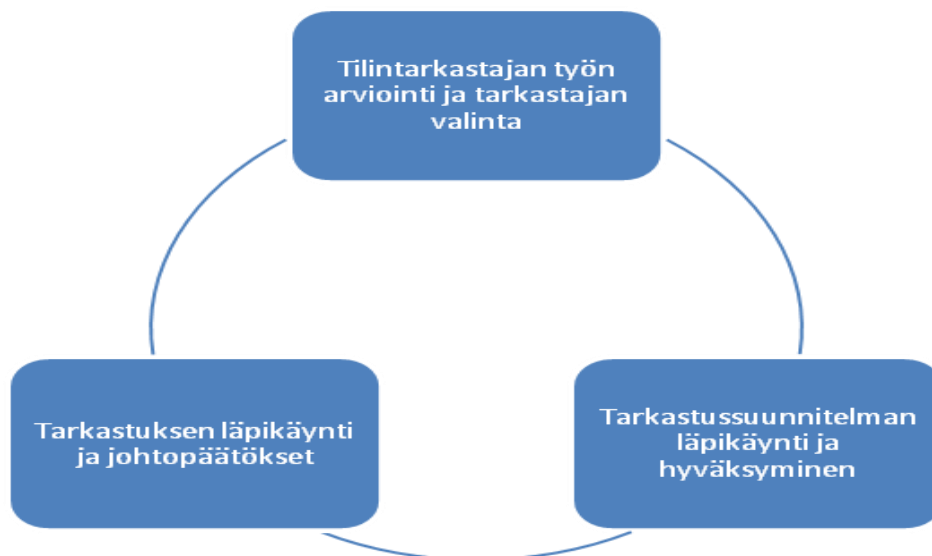 Tilintarkastajan työn
arviointi ja tarkastajan
valinta
Tarkastuksen läpikäynti
ja johtopäätökset
Tarkastussuunnitelman
läpikäynti ja
hyväksyminen